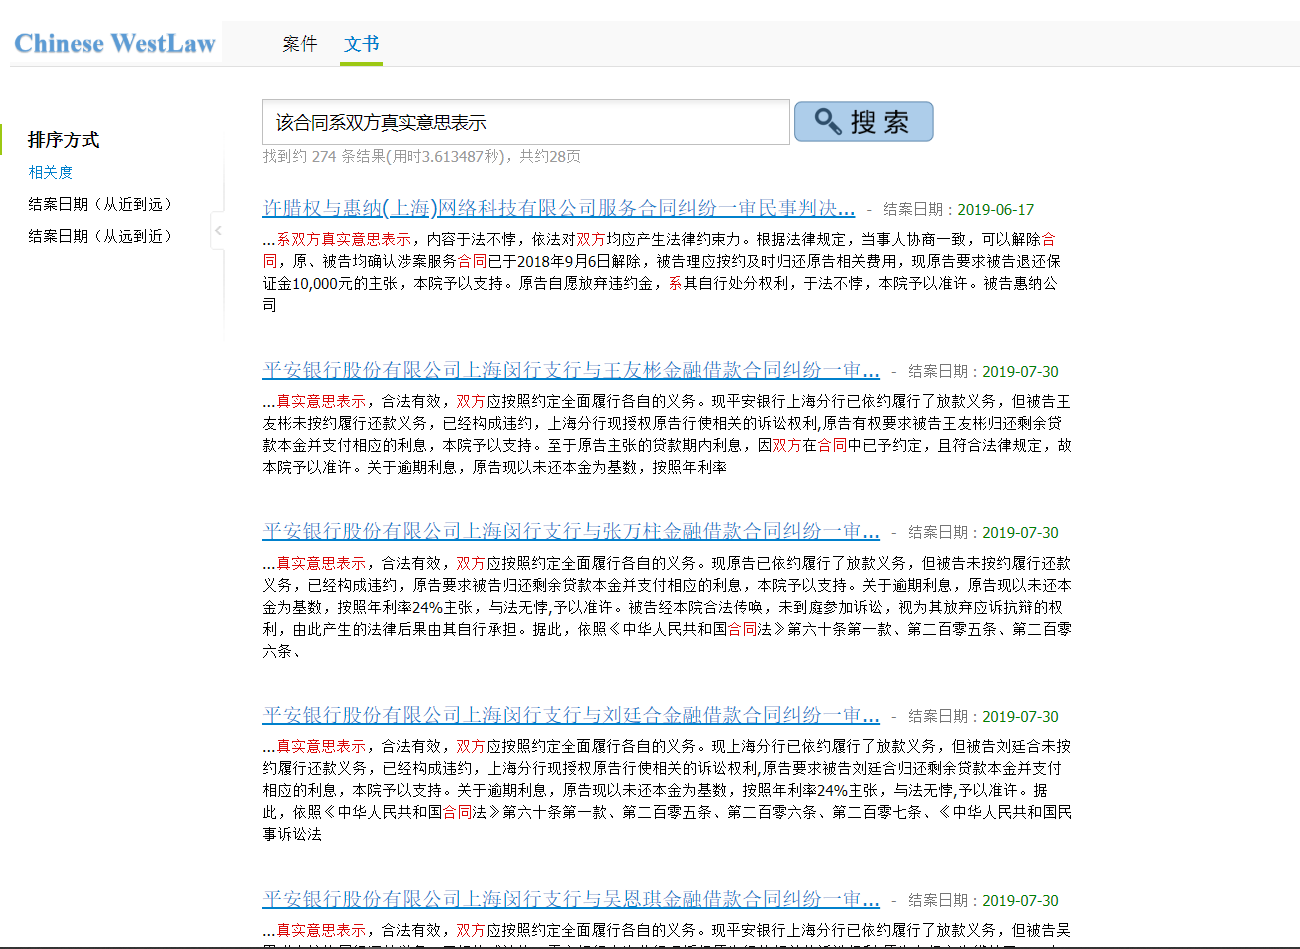 Chinese WestLaw
案件
文书
排序方式
相关度
结案日期（从近到远）
结案日期（从远到近）
该合同系双方真实意思表示
搜 索
找到约 274 条结果(用时3.613487秒)，共约28页
许腊权与惠纳(上海)网络科技有限公司服务合同纠纷一审民事判决... - 结案日期：2019-06-17
...系双方真实意思表示，内容于法不悖，依法对双方均应产生法律约束力。根据法律规定，当事人协商一致，可以解除合
同，原、被告均确认涉案服务合同已于2018年9月6日解除，被告理应按约及时归还原告相关费用，现原告要求被告退还保
证金10,000元的主张，本院予以支持。原告自愿放弃违约金，系其自行处分权利，于法不悖，本院予以准许。被告惠纳公
司
平安银行股份有限公司上海闵行支行与王友彬金融借款合同纠纷一审... - 结案日期：2019-07-30
...真实意思表示，合法有效，双方应按照约定全面履行各自的义务。现平安银行上海分行已依约履行了放款义务，但被告王
友彬未按约履行还款义务，已经构成违约，上海分行现授权原告行使相关的诉讼权利,原告有权要求被告王友彬归还剩余贷
款本金并支付相应的利息，本院予以支持。至于原告主张的贷款期内利息，因双方在合同中已予约定，且符合法律规定，故
本院予以准许。关于逾期利息，原告现以未还本金为基数，按照年利率
平安银行股份有限公司上海闵行支行与张万柱金融借款合同纠纷一审... - 结案日期：2019-07-30
...真实意思表示，合法有效，双方应按照约定全面履行各自的义务。现原告已依约履行了放款义务，但被告未按约履行还款
义务，已经构成违约，原告要求被告归还剩余贷款本金并支付相应的利息，本院予以支持。关于逾期利息，原告现以未还本
金为基数，按照年利率24%主张，与法无悖,予以准许。被告经本院合法传唤，未到庭参加诉讼，视为其放弃应诉抗辩的权
利，由此产生的法律后果由其自行承担。据此，依照《中华人民共和国合同法》第六十条第一款、第二百零五条、第二百零
六条、
平安银行股份有限公司上海闵行支行与刘廷合金融借款合同纠纷一审... - 结案日期：2019-07-30
...真实意思表示，合法有效，双方应按照约定全面履行各自的义务。现上海分行已依约履行了放款义务，但被告刘廷合未按
约履行还款义务，已经构成违约，上海分行现授权原告行使相关的诉讼权利,原告要求被告刘廷合归还剩余贷款本金并支付
相应的利息，本院予以支持。关于逾期利息，原告现以未还本金为基数，按照年利率24%主张，与法无悖,予以准许。据
此，依照《中华人民共和国合同法》第六十条第一款、第二百零五条、第二百零六条、第二百零七条、《中华人民共和国民
事诉讼法
平安银行股份有限公司上海闵行支行与吴恩琪金融借款合同纠纷一审... - 结案日期：2019-07-30
...真实意思表示，合法有效，双方应按照约定全面履行各自的义务。现平安银行上海分行已依约履行了放款义务，但被告吴